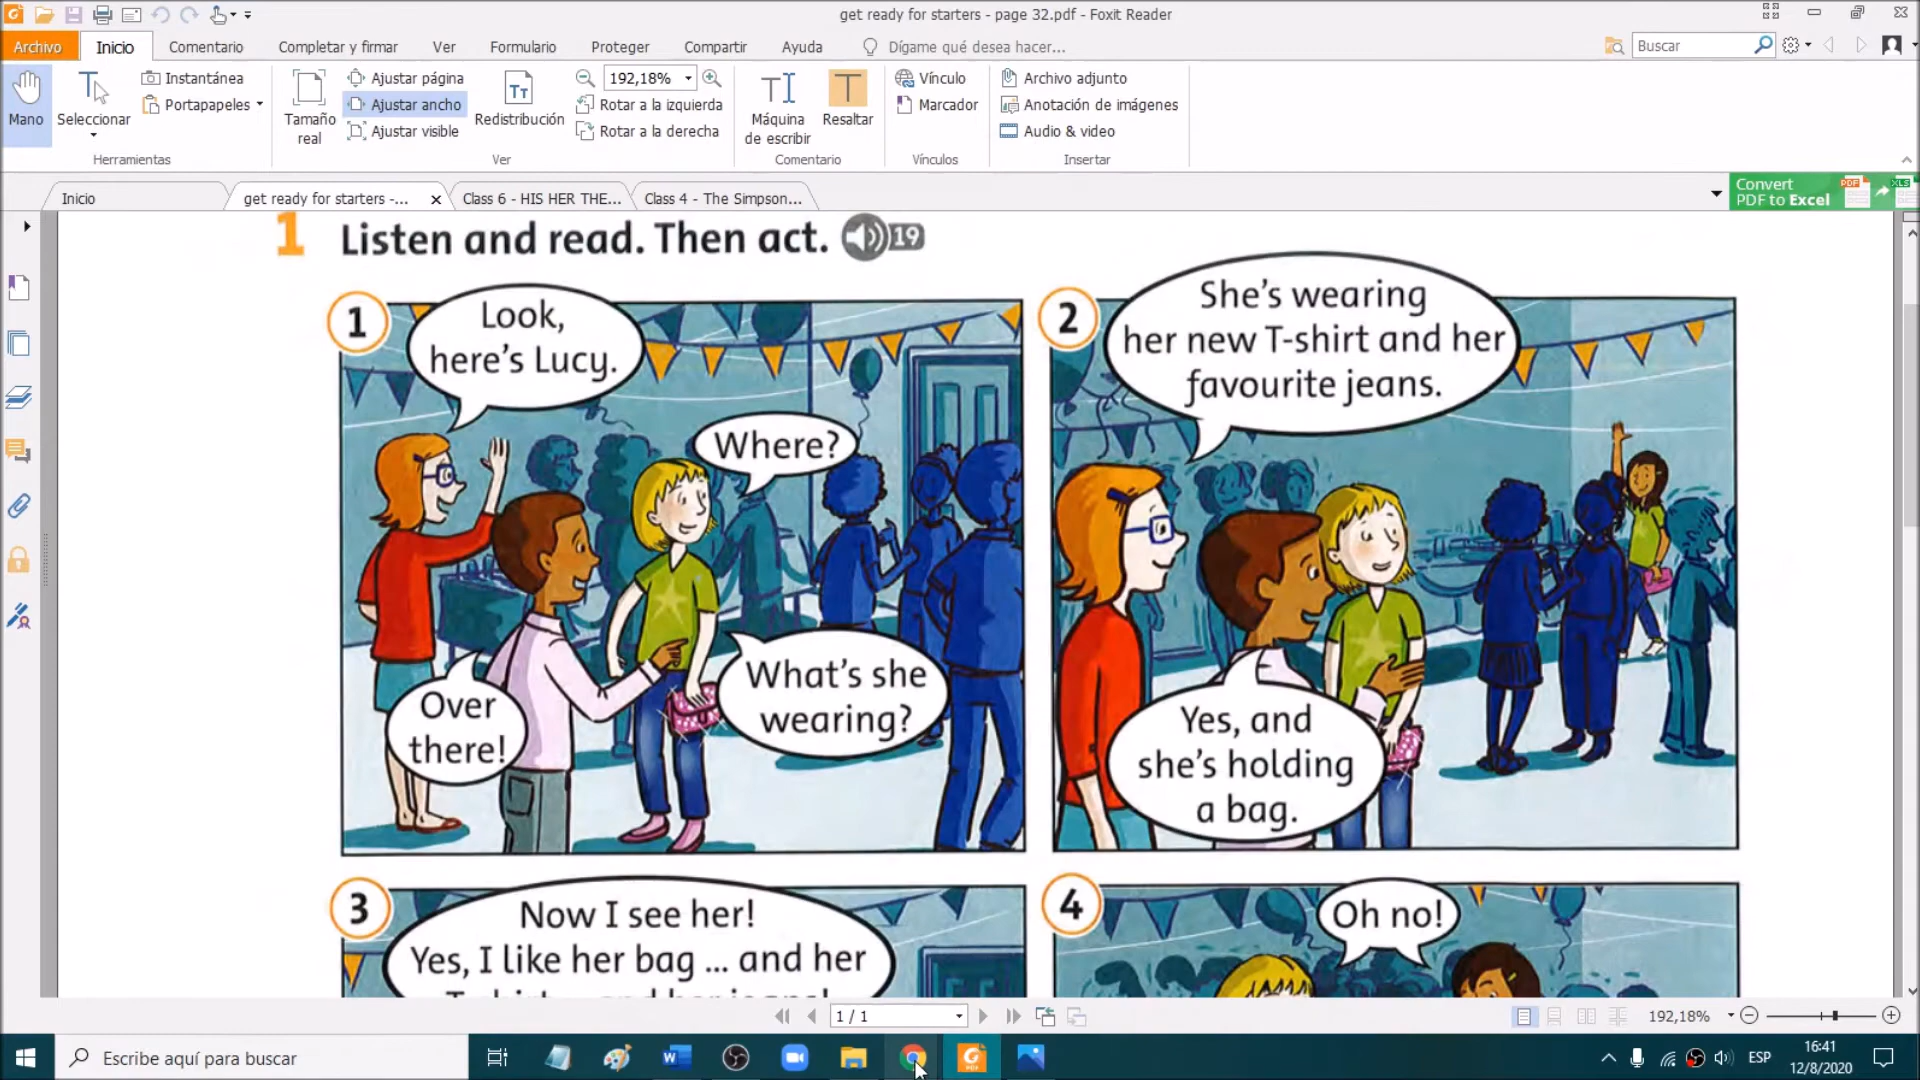 get ready for starters - page 32.pdf - Foxit Reader
Archivo Inicio Comentario Completar y firmar Ver Formulario Proteger Compartir Ayuda Dígame qué desea hacer... Buscar
Mano
Seleccionar
Instantánea
Portapapeles
Herramientas
Tamaño
real
Ajustar página
Ajustar ancho
Ajustar visible
Redistribución
192,18%
Rotar a la izquierda
Rotar a la derecha
Ver
Máquina
de escribir
Resaltar
Comentario
Vínculo
Marcador
Vínculos
Archivo adjunto
Anotación de imágenes
Audio & video
Insertar
Inicio
get ready for starters -...
Class 6 - HIS HER THE...
Class 4 - The Simpson...
Convert
PDF to Excel
PDF
XLS
1 Listen and read. Then act. 19
1
Look,
here's Lucy.
Where?
Over
there!
What's she
wearing?
2
She's wearing
her new T-shirt and her
favourite jeans.
Yes, and
she's holding
a bag.
3
Now I see her!
Yes, I like her bag ... and her
4
Oh no!
1 / 1
192,18%
Escribe aquí para buscar
ESP
16:41
12/8/2020